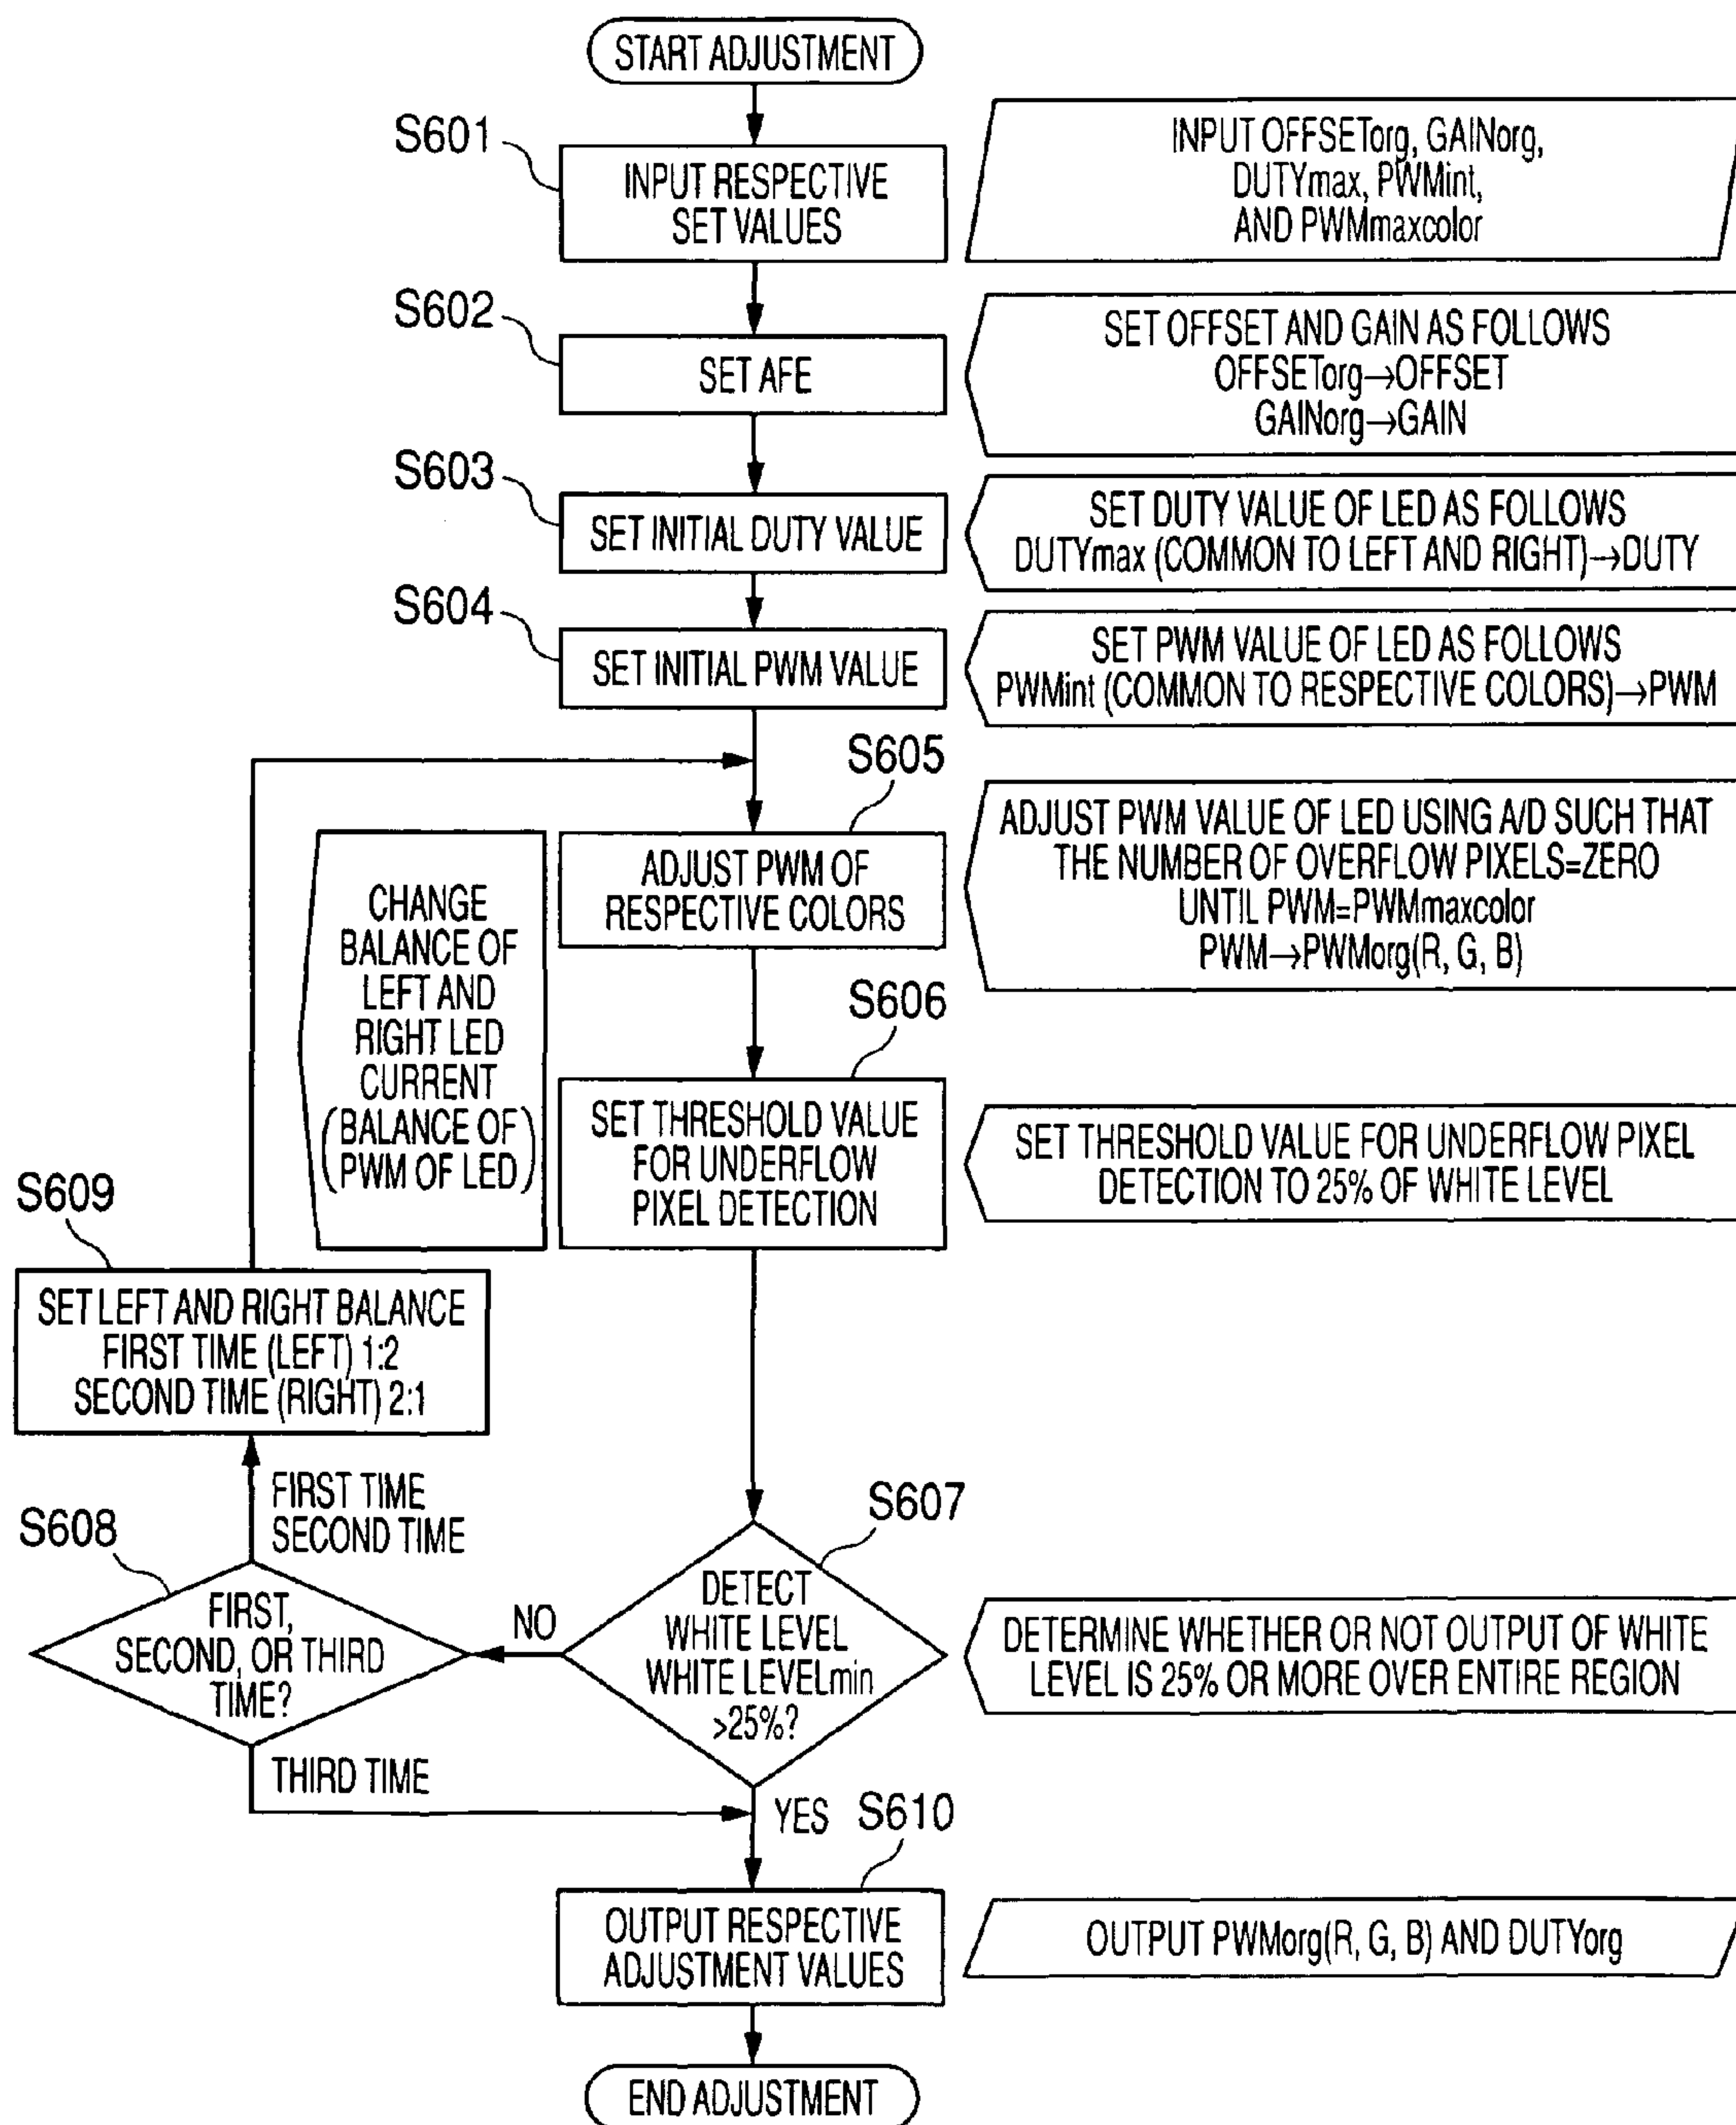 START ADJUSTMENT
S601
INPUT RESPECTIVE
SET VALUES
INPUT OFFSETorg, GAINorg,
DUTYmax, PWMint,
AND PWMmaxcolor
S602
SET AFE
SET OFFSET AND GAIN AS FOLLOWS
OFFSETorg→OFFSET
GAINorg→GAIN
S603
SET INITIAL DUTY VALUE
SET DUTY VALUE OF LED AS FOLLOWS
DUTYmax (COMMON TO LEFT AND RIGHT)→DUTY
S604
SET INITIAL PWM VALUE
SET PWM VALUE OF LED AS FOLLOWS
PWMint (COMMON TO RESPECTIVE COLORS)→PWM
S605
ADJUST PWM OF
RESPECTIVE COLORS
ADJUST PWM VALUE OF LED USING A/D SUCH THAT
THE NUMBER OF OVERFLOW PIXELS=ZERO
UNTIL PWM=PWMmaxcolor
PWM→PWMorg(R, G, B)
CHANGE
BALANCE OF
LEFT AND
RIGHT LED
CURRENT
(BALANCE OF
PWM OF LED)
S606
SET THRESHOLD VALUE
FOR UNDERFLOW
PIXEL DETECTION
SET THRESHOLD VALUE FOR UNDERFLOW PIXEL
DETECTION TO 25% OF WHITE LEVEL
S609
SET LEFT AND RIGHT BALANCE
FIRST TIME (LEFT) 1:2
SECOND TIME (RIGHT) 2:1
FIRST TIME
SECOND TIME
S608
FIRST,
SECOND, OR THIRD
TIME?
NO
S607
DETECT
WHITE LEVEL
WHITE LEVELmin
>25%?
DETERMINE WHETHER OR NOT OUTPUT OF WHITE
LEVEL IS 25% OR MORE OVER ENTIRE REGION
THIRD TIME
YES
S610
OUTPUT RESPECTIVE
ADJUSTMENT VALUES
OUTPUT PWMorg(R, G, B) AND DUTYorg
END ADJUSTMENT